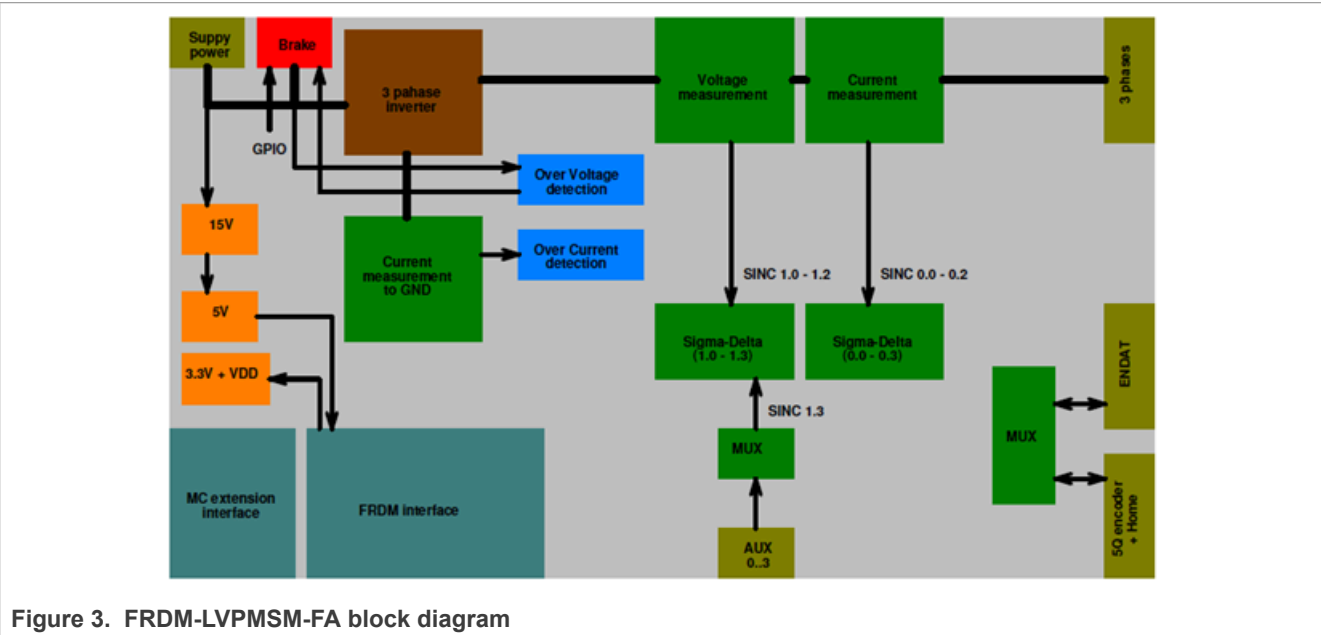 Suppy
power
Brake
3 pahase
inverter
Voltage
measurement
Current
measurement
3 phases
GPIO
Over Voltage
detection
15V
Current
measurement
to GND
Over Current
detection
SINC 1.0 - 1.2
SINC 0.0 - 0.2
5V
Sigma-Delta
(1.0 - 1.3)
Sigma-Delta
(0.0 - 0.3)
ENDAT
3.3V + VDD
SINC 1.3
MUX
MUX
MC extension
interface
FRDM interface
5Q encoder
+ Home
AUX
0..3
Figure 3. FRDM-LVPMSM-FA block diagram